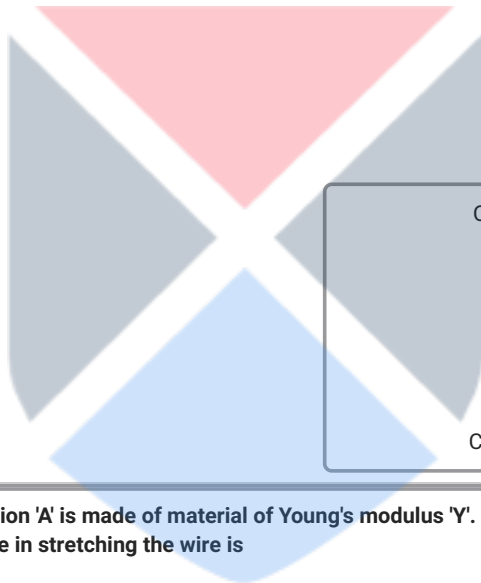 C
C
ion 'A' is made of material of Young's modulus 'Y'.
e in stretching the wire is